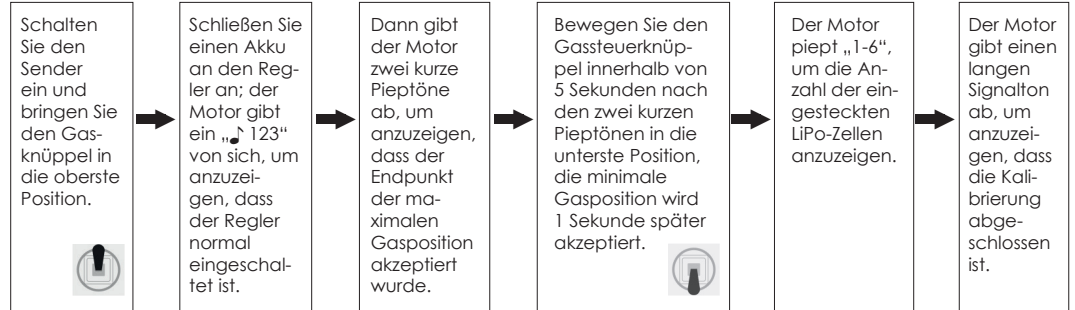 Schalten
Sie den
Sender
ein und
bringen Sie
den Gas-
knüppel in
die oberste
Position.
Schließen Sie
einen Akku
an den Reg-
ler an; der
Motor gibt
ein „♪ 123“
von sich, um
anzuzei-
gen, dass
der Regler
normal
eingeschal-
tet ist.
Dann gibt
der Motor
zwei kurze
Pieptöne
ab, um
anzuzeigen,
dass der
Endpunkt
der ma-
ximalen
Gasposition
akzeptiert
wurde.
Bewegen Sie den
Gassteuerknüp-
pel innerhalb von
5 Sekunden nach
den zwei kurzen
Pieptönen in die
unterste Position,
die minimale
Gasposition wird
1 Sekunde später
akzeptiert.
Der Motor
piept „1-6“,
um die An-
zahl der ein-
gesteckten
LiPo-Zellen
anzuzeigen.
Der Motor
gibt einen
langen
Signalton
ab, um
anzuzei-
gen, dass
die Kali-
brierung
abge-
schlossen
ist.